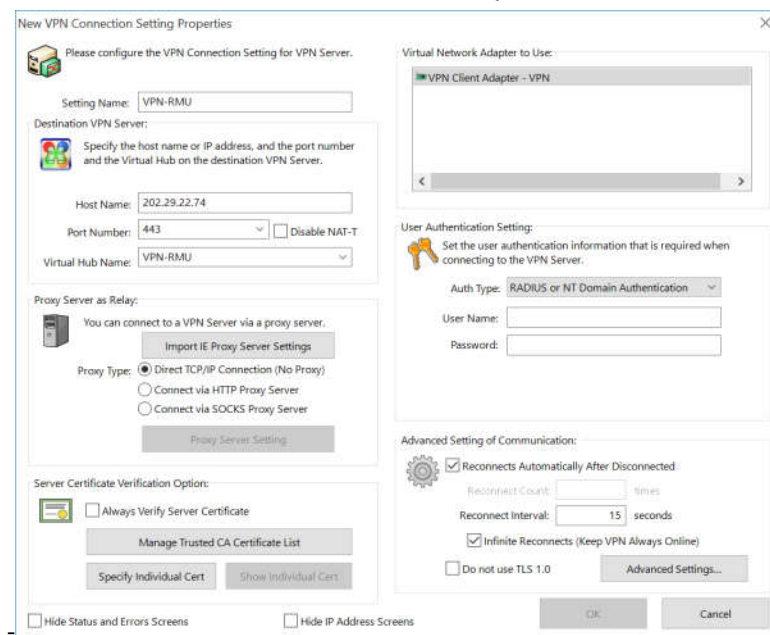 New VPN Connection Setting Properties
Please configure the VPN Connection Setting for VPN Server.
Setting Name: VPN-RMU
Destination VPN Server:
Specify the host name or IP address, and the port number
and the Virtual Hub on the destination VPN Server.
Host Name: 202.29.22.74
Port Number: 443 Disable NAT-T
Virtual Hub Name: VPN-RMU
Proxy Server as Relay:
You can connect to a VPN Server via a proxy server.
Import IE Proxy Server Settings
Proxy Type: Direct TCP/IP Connection (No Proxy)
Connect via HTTP Proxy Server
Connect via SOCKS Proxy Server
Proxy Server Setting
Server Certificate Verification Option:
Always Verify Server Certificate
Manage Trusted CA Certificate List
Specify Individual Cert Show Individual Cert
Hide Status and Errors Screens Hide IP Address Screens
Virtual Network Adapter to Use:
VPN Client Adapter - VPN
User Authentication Setting:
Set the user authentication information that is required when
connecting to the VPN Server.
Auth Type: RADIUS or NT Domain Authentication
User Name:
Password:
Advanced Setting of Communication:
Reconnects Automatically After Disconnected
Reconnect Count: times
Reconnect Interval: 15 seconds
Infinite Reconnects (Keep VPN Always Online)
Do not use TLS 1.0 Advanced Settings...
OK Cancel